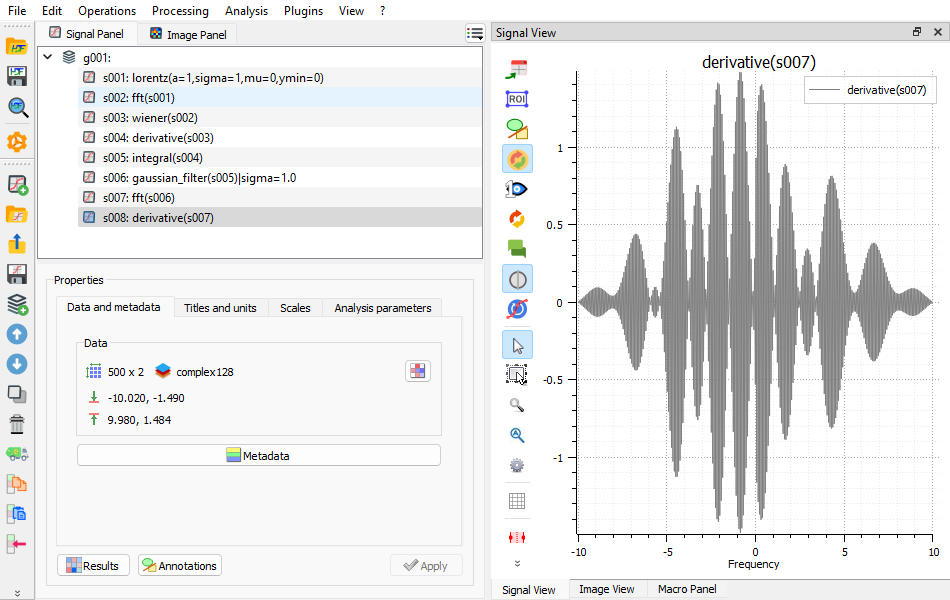 File Edit Operations Processing Analysis Plugins View ?
Signal Panel Image Panel
g001:
s001: lorentz(a=1,sigma=1,mu=0,ymin=0)
s002: fft(s001)
s003: wiener(s002)
s004: derivative(s003)
s005: integral(s004)
s006: gaussian_filter(s005)|sigma=1.0
s007: fft(s006)
s008: derivative(s007)
Properties
Data and metadata Titles and units Scales Analysis parameters
Data
500 x 2 complex128
-10.020, -1.490
9.980, 1.484
Metadata
Results Annotations Apply
Signal View
ROI
derivative(s007)
derivative(s007)
1
0.5
0
-0.5
-1
-10 -5 0 5 10
Frequency
Signal View Image View Macro Panel